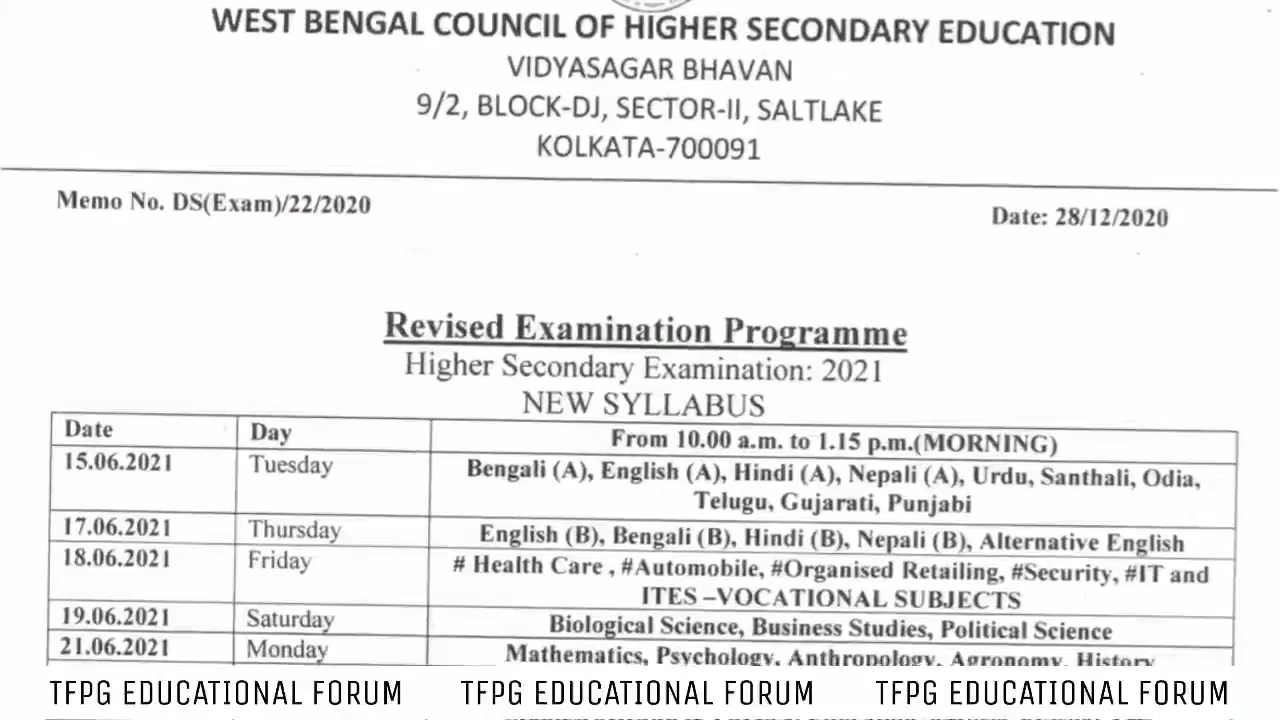 WEST BENGAL COUNCIL OF HIGHER SECONDARY EDUCATION
VIDYASAGAR BHAVAN
9/2, BLOCK-DJ, SECTOR-II, SALTLAKE
KOLKATA-700091
Memo No. DS(Exam)/22/2020
Date: 28/12/2020
Revised Examination Programme
Higher Secondary Examination: 2021
NEW SYLLABUS
Date Day From 10.00 a.m. to 1.15 p.m.(MORNING)
15.06.2021 Tuesday Bengali (A), English (A), Hindi (A), Nepali (A), Urdu, Santhali, Odia,
Telugu, Gujarati, Punjabi
17.06.2021 Thursday English (B), Bengali (B), Hindi (B), Nepali (B), Alternative English
18.06.2021 Friday # Health Care , #Automobile, #Organised Retailing, #Security, #IT and
ITES –VOCATIONAL SUBJECTS
19.06.2021 Saturday Biological Science, Business Studies, Political Science
21.06.2021 Monday Mathematics, Psychology, Anthropology, Agronomy, History
TFPG EDUCATIONAL FORUM TFPG EDUCATIONAL FORUM TFPG EDUCATIONAL FORUM